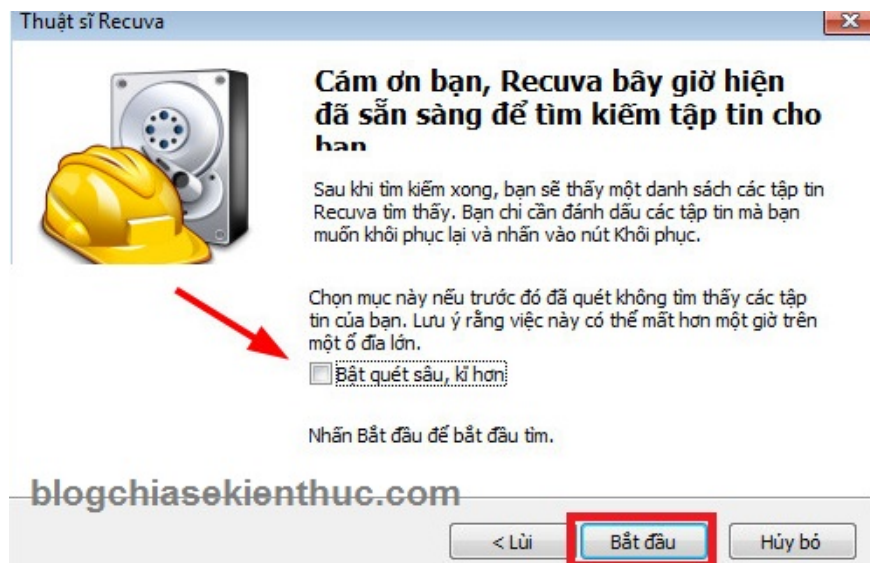 Thuật sĩ Recuva
Cám ơn bạn, Recuva bây giờ hiện
đã sẵn sàng để tìm kiếm tập tin cho
bạn
Sau khi tìm kiếm xong, bạn sẽ thấy một danh sách các tập tin
Recuva tìm thấy. Bạn chỉ cần đánh dấu các tập tin mà bạn
muốn khôi phục lại và nhấn vào nút Khôi phục.
Chọn mục này nếu trước đó đã quét không tìm thấy các tập
tin của bạn. Lưu ý rằng việc này có thể mất hơn một giờ trên
một ổ đĩa lớn.
Bật quét sâu, kĩ hơn
Nhấn Bắt đầu để bắt đầu tìm.
blogchiasekienthuc.com
< Lùi
Bắt đầu
Hủy bỏ